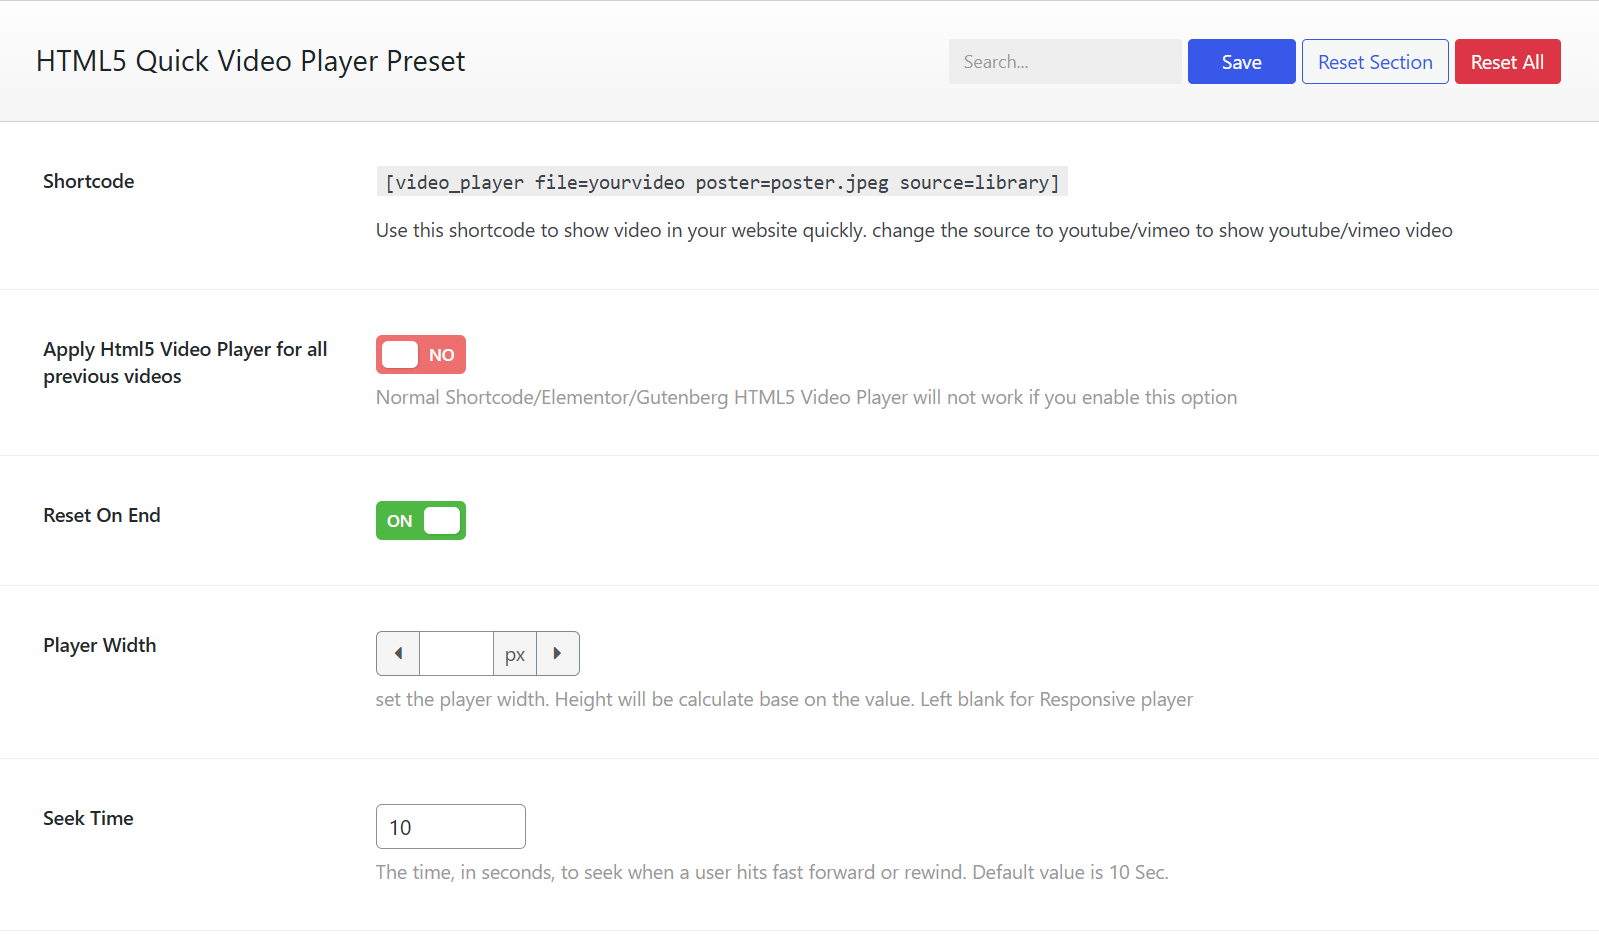 HTML5 Quick Video Player Preset
Search...
Save
Reset Section
Reset All
Shortcode
[video_player file=yourvideo poster=poster.jpeg source=library]
Use this shortcode to show video in your website quickly. change the source to youtube/vimeo to show youtube/vimeo video
Apply Html5 Video Player for all
previous videos
NO
Normal Shortcode/Elementor/Gutenberg HTML5 Video Player will not work if you enable this option
Reset On End
ON
Player Width
px
set the player width. Height will be calculate base on the value. Left blank for Responsive player
Seek Time
10
The time, in seconds, to seek when a user hits fast forward or rewind. Default value is 10 Sec.